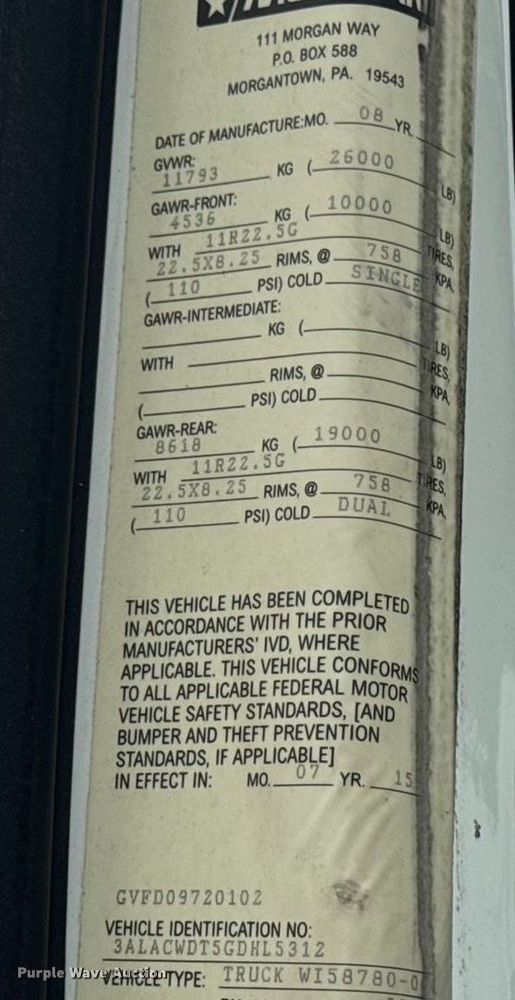 111 MORGAN WAY
P.O. BOX 588
MORGANTOWN, PA. 19543
DATE OF MANUFACTURE:MO. 08 YR.
GVWR:
11793 KG ( 26000 LB)
GAWR-FRONT:
4536 KG ( 10000 LB)
WITH 11R22.5G TIRES,
22.5X8.25 RIMS, @ 758 KPA,
( 110 PSI) COLD SINGLE
GAWR-INTERMEDIATE:
KG ( LB)
WITH TIRES,
RIMS, @ KPA,
( PSI) COLD
GAWR-REAR:
8618 KG ( 19000 LB)
WITH 11R22.5G TIRES,
22.5X8.25 RIMS, @ 758 KPA,
( 110 PSI) COLD DUAL
THIS VEHICLE HAS BEEN COMPLETED
IN ACCORDANCE WITH THE PRIOR
MANUFACTURERS' IVD, WHERE
APPLICABLE. THIS VEHICLE CONFORMS
TO ALL APPLICABLE FEDERAL MOTOR
VEHICLE SAFETY STANDARDS, [AND
BUMPER AND THEFT PREVENTION
STANDARDS, IF APPLICABLE]
IN EFFECT IN: MO. 07 YR. 15
GVFD09720102
VEHICLE IDENTIFICATION NO:
3ALACWDT5GDHL5312
VEHICLE TYPE: TRUCK WI58780-0
Purple Wave Auction